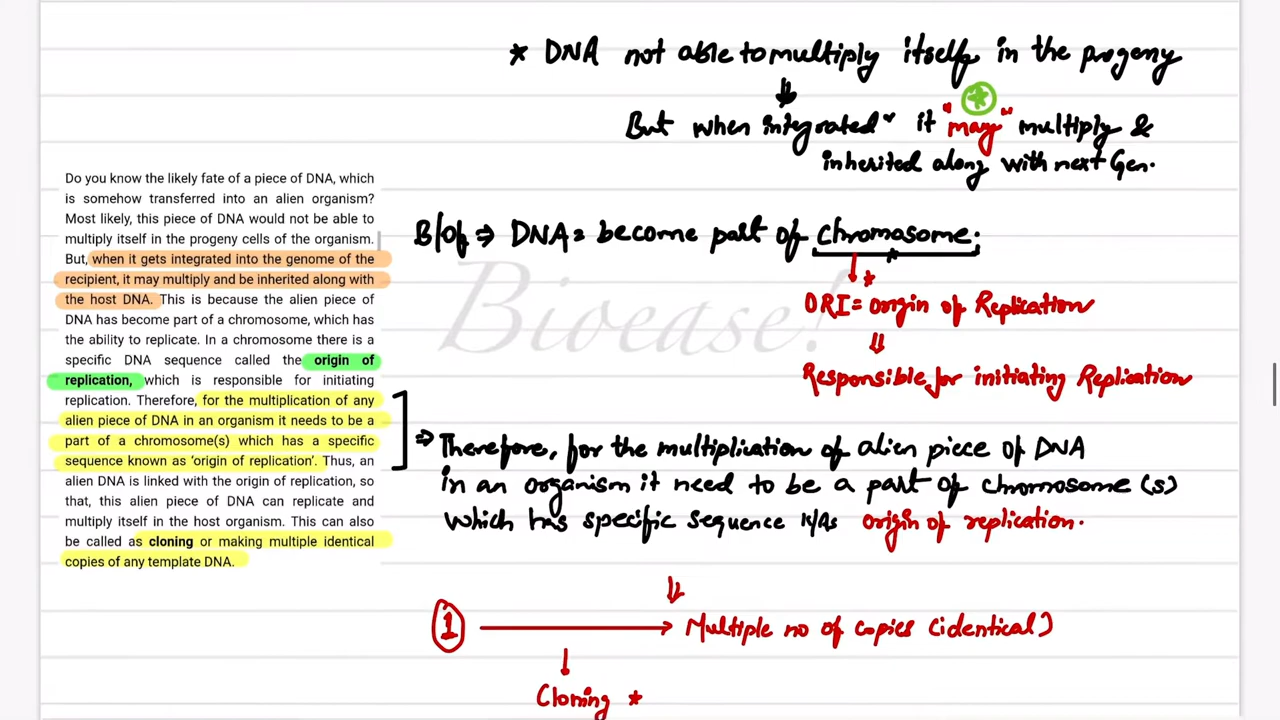 * DNA not able to multiply itself in the progeny
But when integrated it "may" multiply &
inherited along with next Gen.
Do you know the likely fate of a piece of DNA, which
is somehow transferred into an alien organism?
Most likely, this piece of DNA would not be able to
multiply itself in the progeny cells of the organism.
But, when it gets integrated into the genome of the
recipient, it may multiply and be inherited along with
the host DNA. This is because the alien piece of
DNA has become part of a chromosome, which has
the ability to replicate. In a chromosome there is a
specific DNA sequence called the origin of
replication, which is responsible for initiating
replication. Therefore, for the multiplication of any
alien piece of DNA in an organism it needs to be a
part of a chromosome(s) which has a specific
sequence known as ‘origin of replication’. Thus, an
alien DNA is linked with the origin of replication, so
that, this alien piece of DNA can replicate and
multiply itself in the host organism. This can also
be called as cloning or making multiple identical
copies of any template DNA.
B/Of ⇒ DNA = become part of chromosome.
ORI = origin of Replication
Responsible for initiating Replication
Bioease!
⇒ Therefore, for the multiplication of alien piece of DNA
in an organism it need to be a part of chromosome (s)
which has specific sequence K/As origin of replication.
1 → Multiple no of copies (identical)
Cloning *